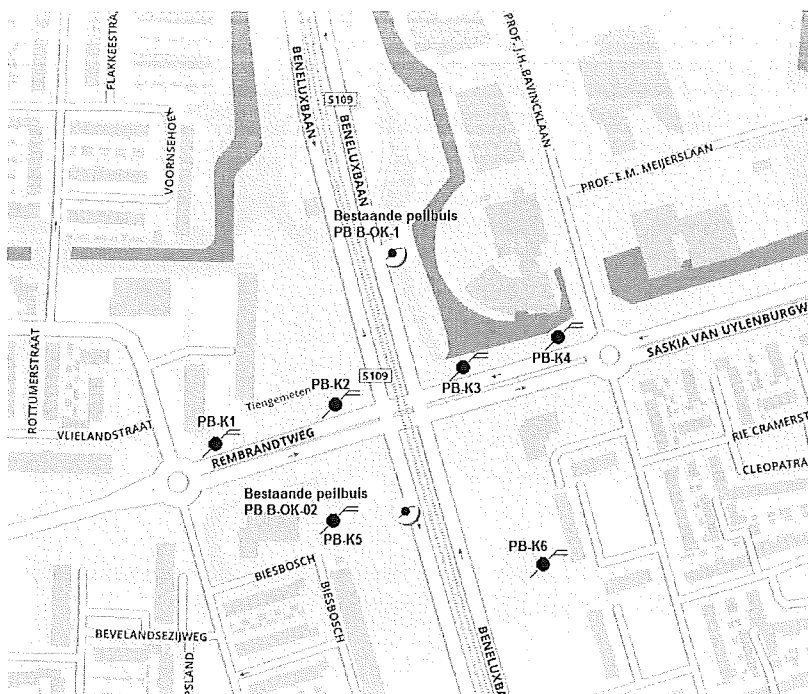 FLAKKEESTRA
VOORNSEHOEK
BENELUXBAAN
S109
BENELUXBAAN
PROF. J.H. BAVINCKLAAN
PROF. E.M. MEIJERSLAAN
Bestaande peilbuis
PB B-OK-1
ROTTUMERSTRAAT
SASKIA VAN UYLENBURGW
PB-K4
S109
PB-K3
PB-K2
Tiengemeten
PB-K1
VLIELANDSTRAAT
REMBRANDTWEG
RIE CRAMERST
CLEOPATRA
Bestaande peilbuis
PB B-OK-02
PB-K5
PB-K6
BIESBOSCH
BIESBOSCH
BEVELANDSEZIJWEG
PSLAND
BENELUXBA